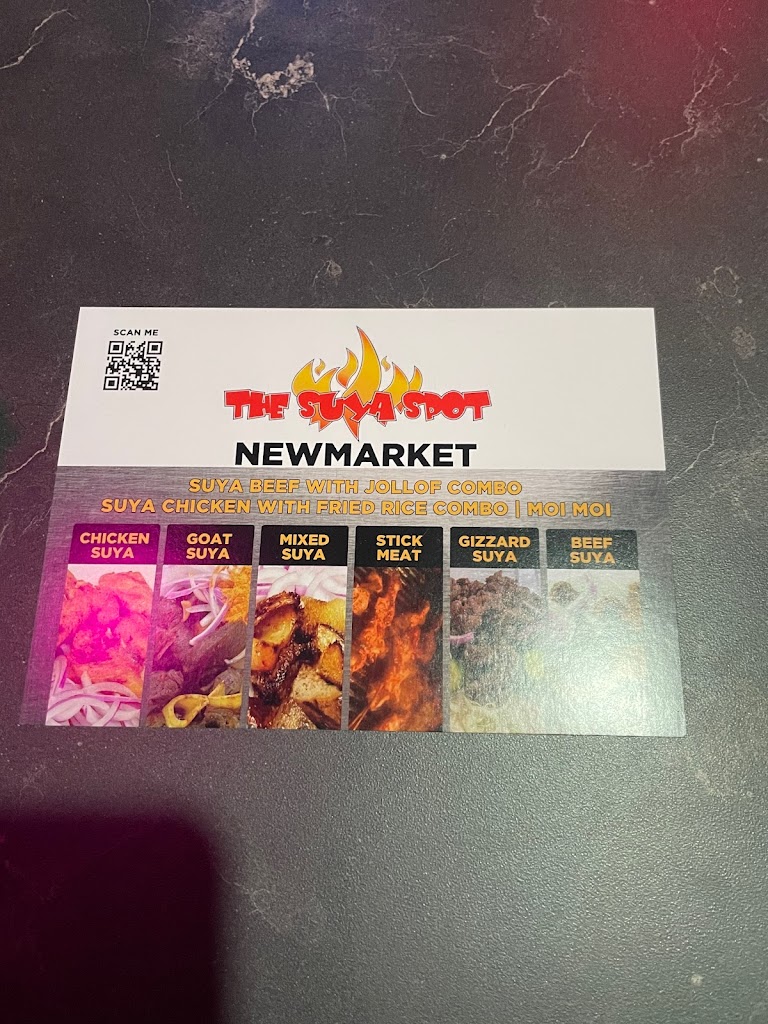 SCAN ME
THE SUYA SPOT
NEWMARKET
SUYA BEEF WITH JOLLOF COMBO
SUYA CHICKEN WITH FRIED RICE COMBO | MOI MOI
CHICKEN
SUYA
GOAT
SUYA
MIXED
SUYA
STICK
MEAT
GIZZARD
SUYA
BEEF
SUYA